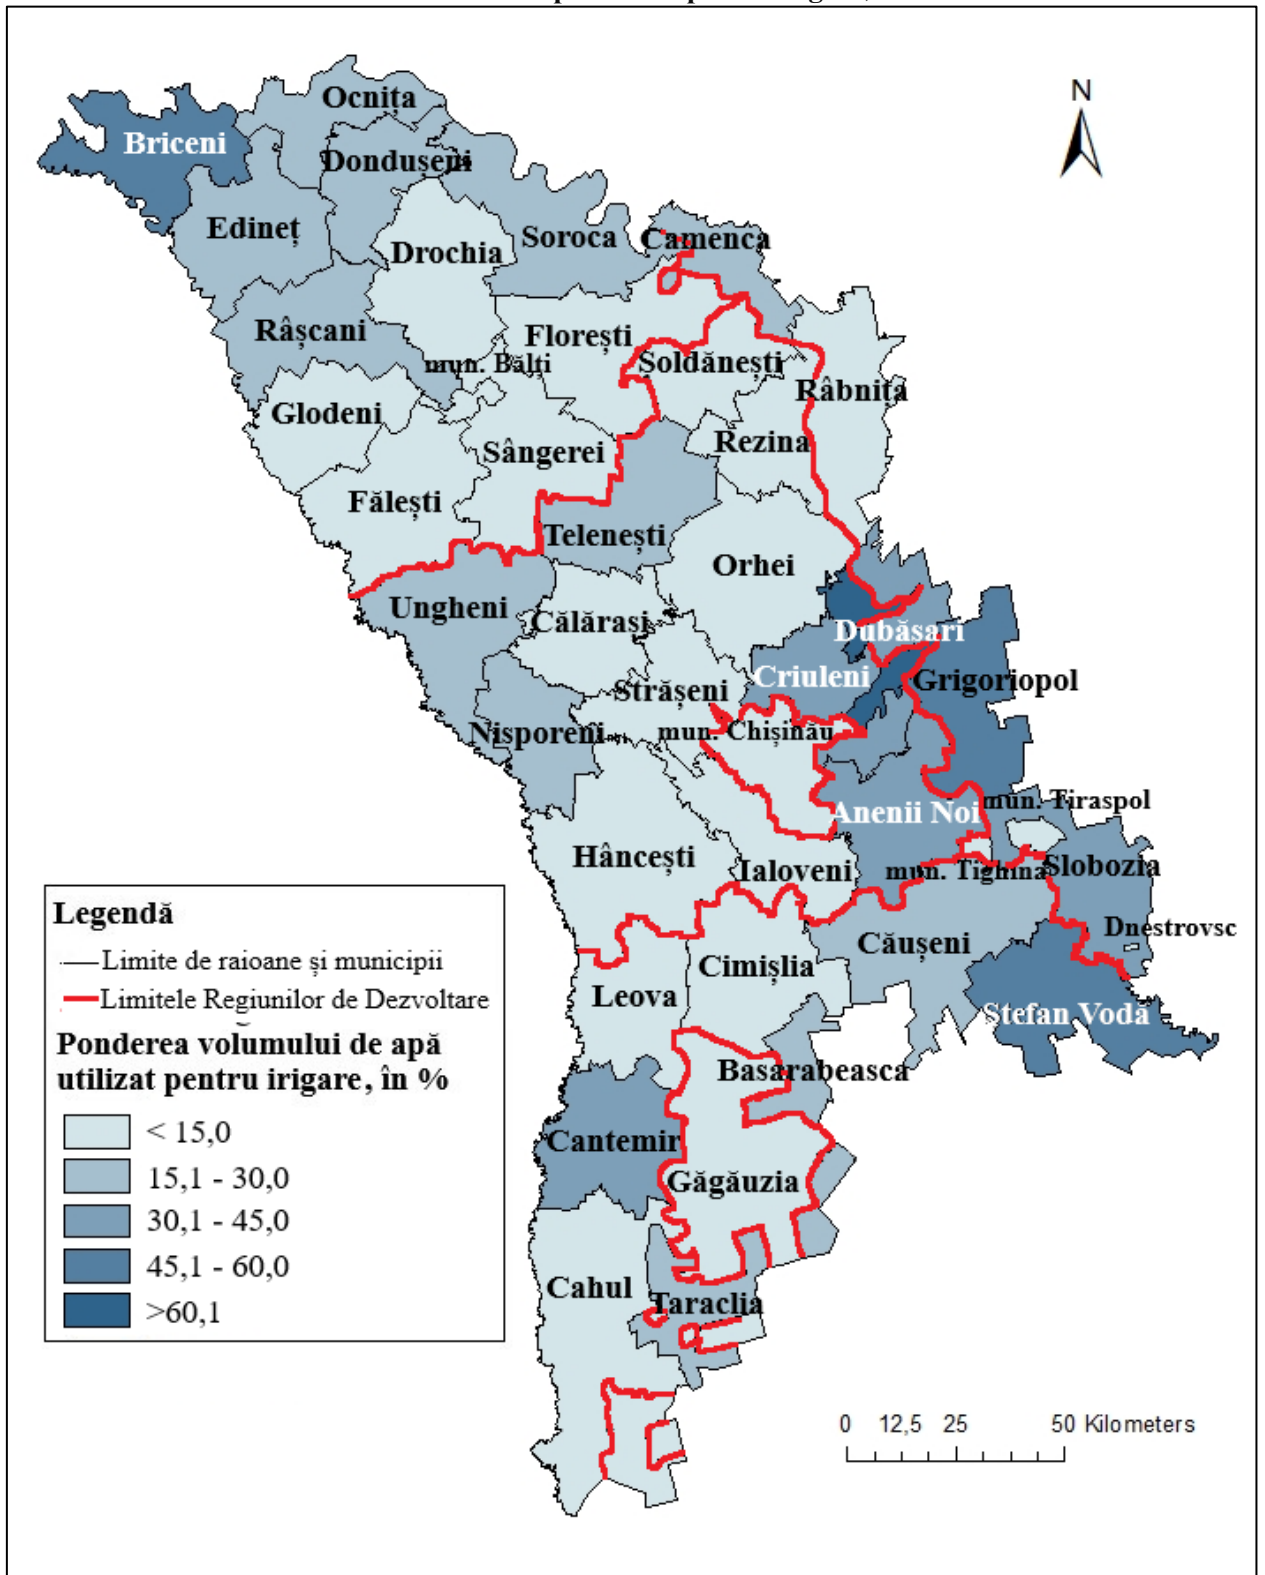 N
Ocnița
Briceni
Dondușeni
Edineț
Drochia
Soroca
Camenca
Râșcani
Florești
mun. Bălți
Șoldănești
Râbnița
Glodeni
Sângerei
Rezina
Fălești
Telenești
Orhei
Ungheni
Călărași
Dubăsari
Criuleni
Grigoriopol
Strășeni
Nisporeni
mun. Chișinău
mun. Tiraspol
Anenii Noi
Hâncești
Ialoveni
mun. Tighina
Slobozia
Dnestrovsc
Căușeni
Cimișlia
Leova
Ștefan Vodă
Basarabeasca
Cantemir
Găgăuzia
Cahul
Taraclia
Legendă
Limite de raioane și municipii
Limitele Regiunilor de Dezvoltare
Ponderea volumului de apă
utilizat pentru irigare, în %
< 15,0
15,1 - 30,0
30,1 - 45,0
45,1 - 60,0
>60,1
0 12,5 25 50 Kilometers